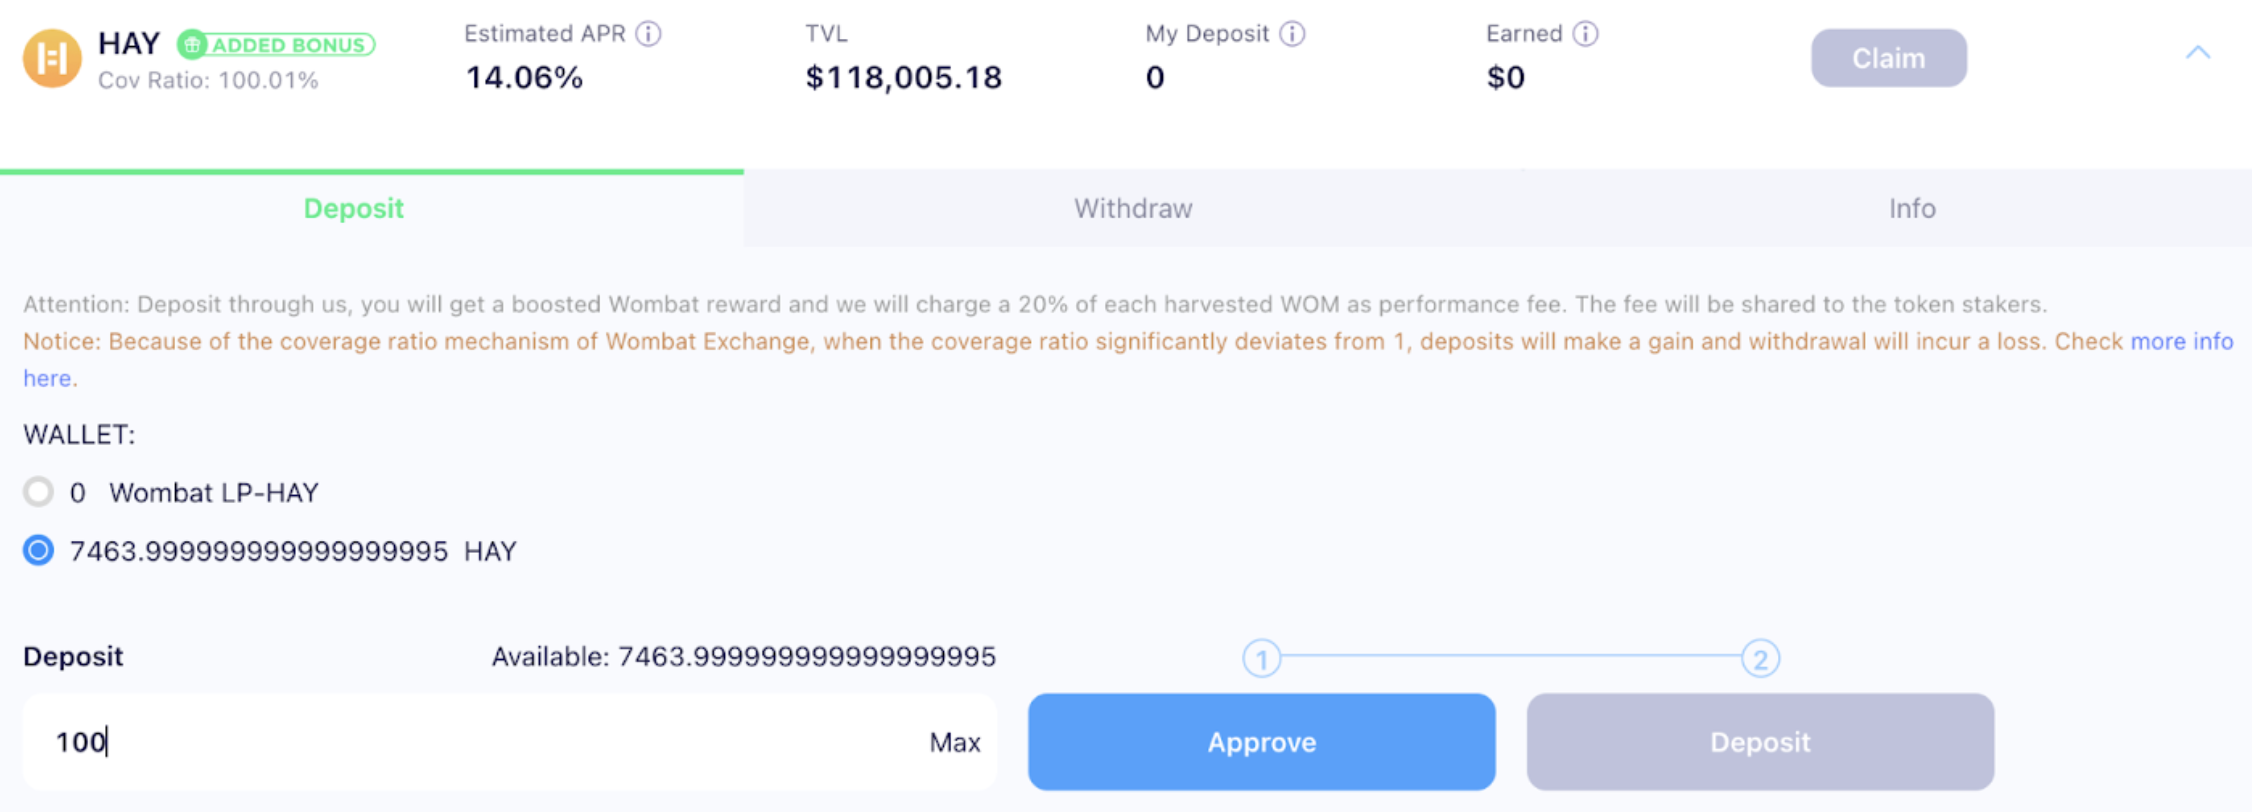 HAY ADDED BONUS
Cov Ratio: 100.01%
Estimated APR
14.06%
TVL
$118,005.18
My Deposit
0
Earned
$0
Claim
Deposit
Withdraw
Info
Attention: Deposit through us, you will get a boosted Wombat reward and we will charge a 20% of each harvested WOM as performance fee. The fee will be shared to the token stakers.
Notice: Because of the coverage ratio mechanism of Wombat Exchange, when the coverage ratio significantly deviates from 1, deposits will make a gain and withdrawal will incur a loss. Check more info
here.
WALLET:
0 Wombat LP-HAY
7463.999999999999999995 HAY
Deposit
Available: 7463.999999999999999995
1
2
100
Max
Approve
Deposit